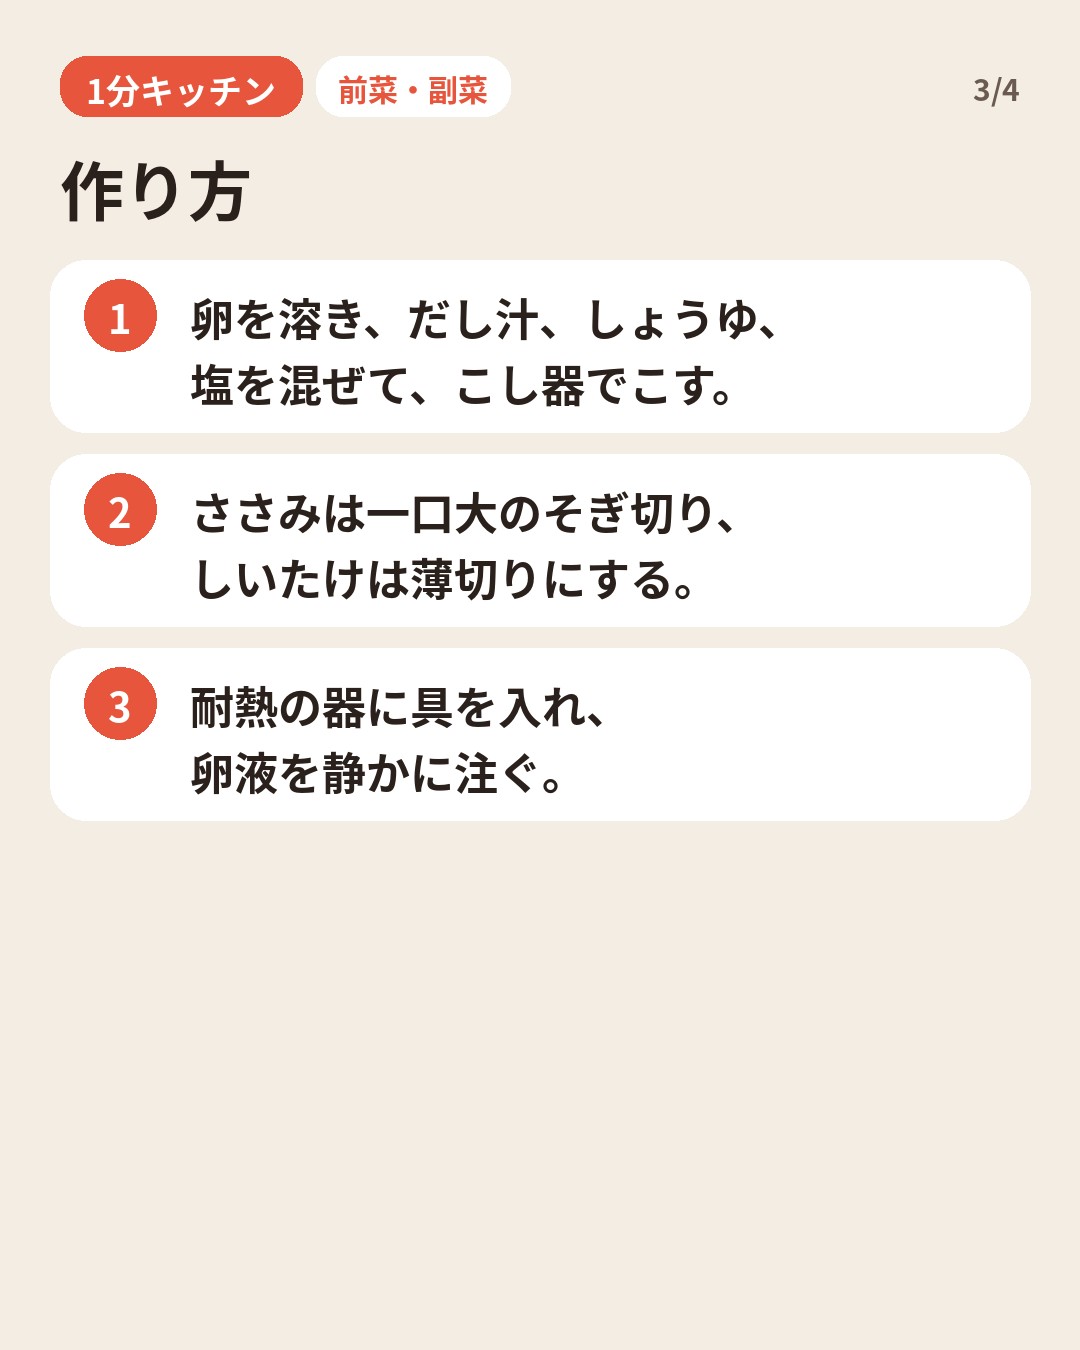 1分キッチン
前菜・副菜
3/4
作り方
1
卵を溶き、だし汁、しょうゆ、
塩を混ぜて、こし器でこす。
2
ささみは一口大のそぎ切り、
しいたけは薄切りにする。
3
耐熱の器に具を入れ、
卵液を静かに注ぐ。